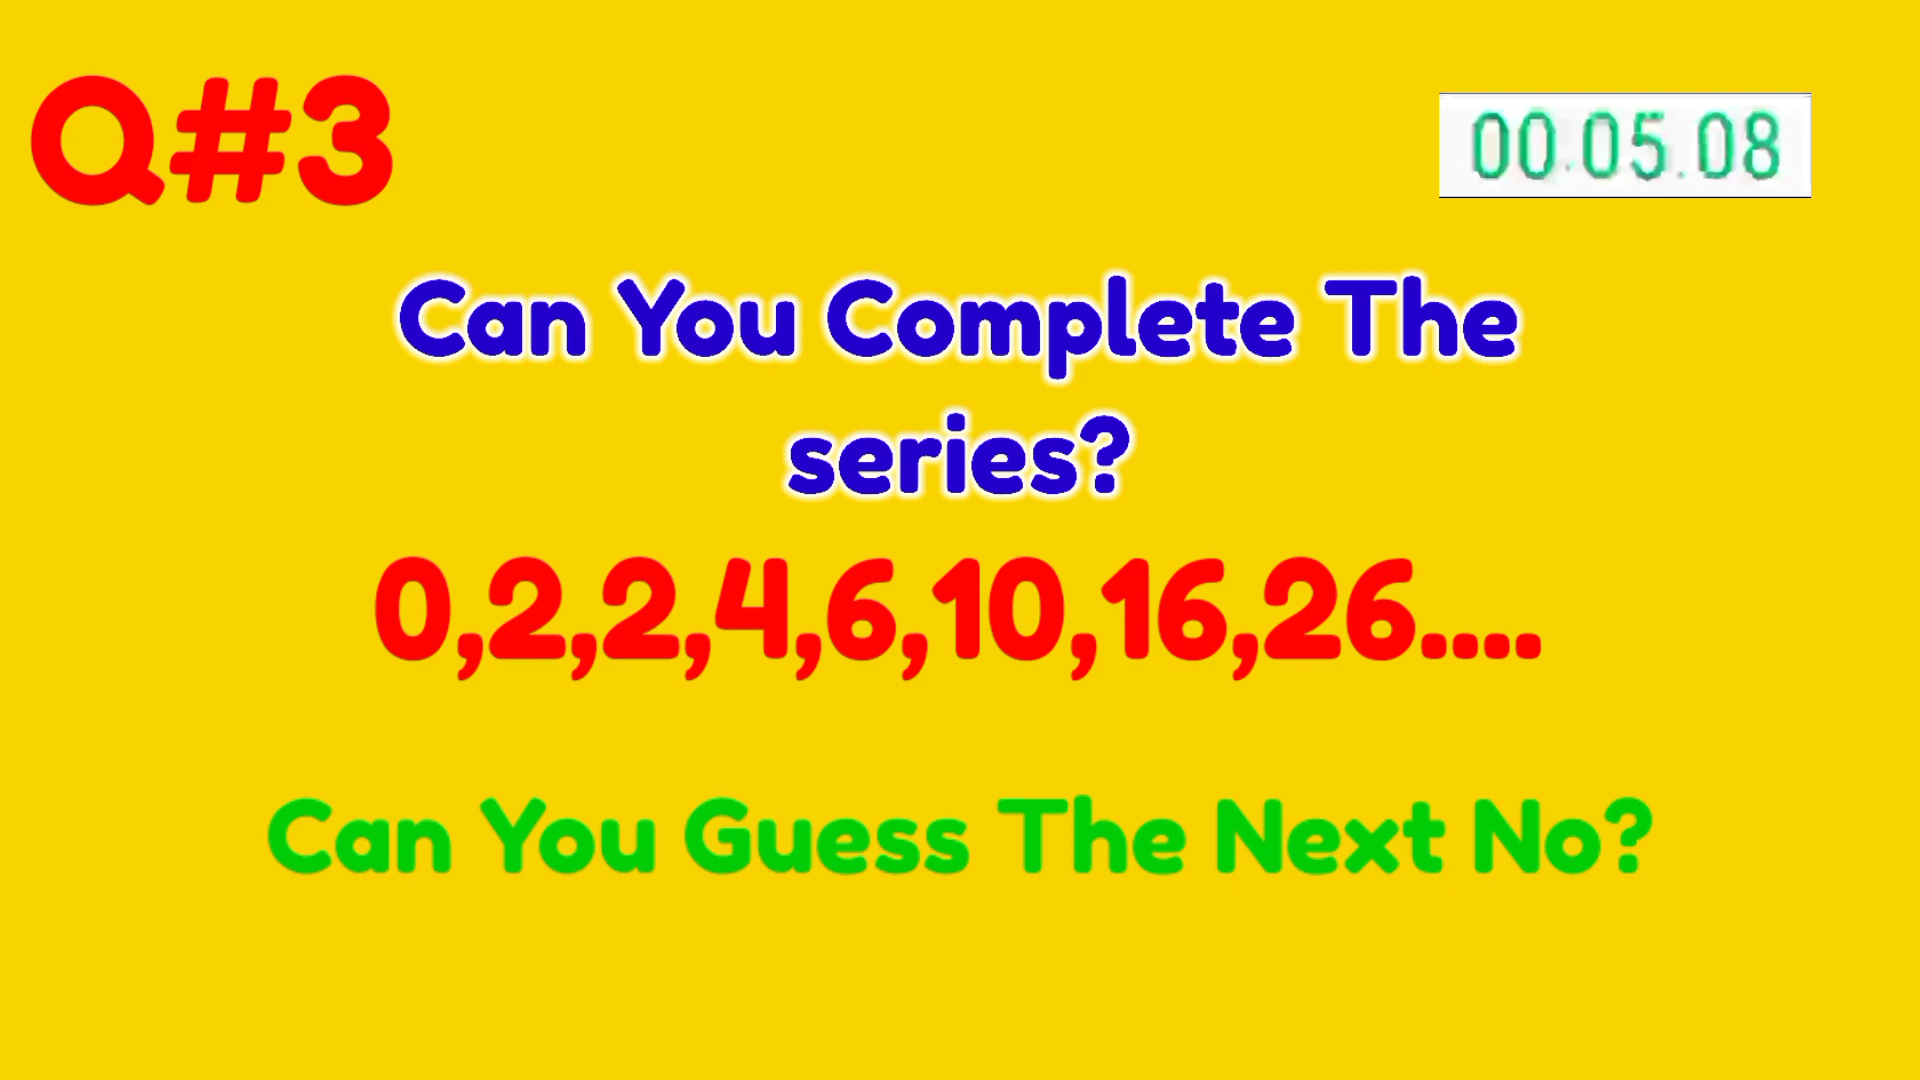 Q#3
00:05.08
Can You Complete The
series?
0,2,2,4,6,10,16,26....
Can You Guess The Next No?